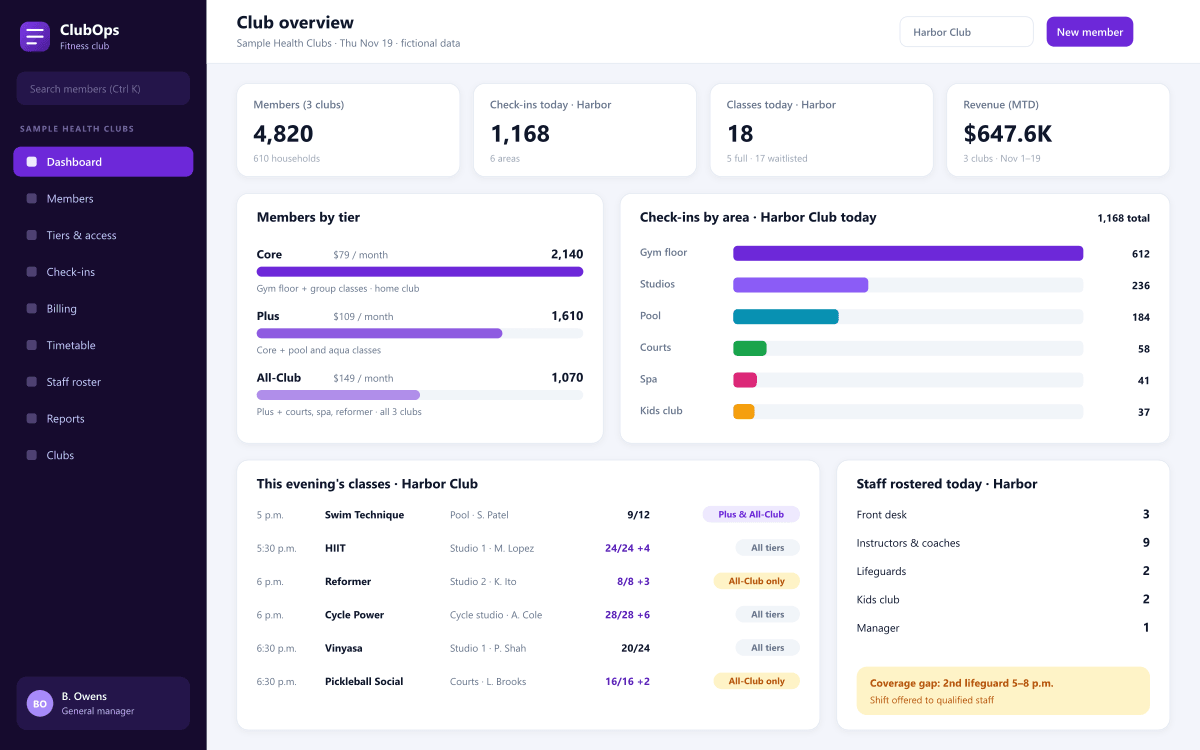 ClubOps
Fitness club
Search members (Ctrl K)
SAMPLE HEALTH CLUBS
Dashboard
Members
Tiers & access
Check-ins
Billing
Timetable
Staff roster
Reports
Clubs
BO
B. Owens
General manager
Club overview
Sample Health Clubs · Thu Nov 19 · fictional data
Harbor Club
New member
Members (3 clubs)
4,820
610 households
Check-ins today · Harbor
1,168
6 areas
Classes today · Harbor
18
5 full · 17 waitlisted
Revenue (MTD)
$647.6K
3 clubs · Nov 1–19
Members by tier
Core $79 / month 2,140
Gym floor + group classes · home club
Plus $109 / month 1,610
Core + pool and aqua classes
All-Club $149 / month 1,070
Plus + courts, spa, reformer · all 3 clubs
Check-ins by area · Harbor Club today 1,168 total
Gym floor 612
Studios 236
Pool 184
Courts 58
Spa 41
Kids club 37
This evening's classes · Harbor Club
5 p.m. Swim Technique Pool · S. Patel 9/12 Plus & All-Club
5:30 p.m. HIIT Studio 1 · M. Lopez 24/24 +4 All tiers
6 p.m. Reformer Studio 2 · K. Ito 8/8 +3 All-Club only
6 p.m. Cycle Power Cycle studio · A. Cole 28/28 +6 All tiers
6:30 p.m. Vinyasa Studio 1 · P. Shah 20/24 All tiers
6:30 p.m. Pickleball Social Courts · L. Brooks 16/16 +2 All-Club only
Staff rostered today · Harbor
Front desk 3
Instructors & coaches 9
Lifeguards 2
Kids club 2
Manager 1
Coverage gap: 2nd lifeguard 5–8 p.m.
Shift offered to qualified staff